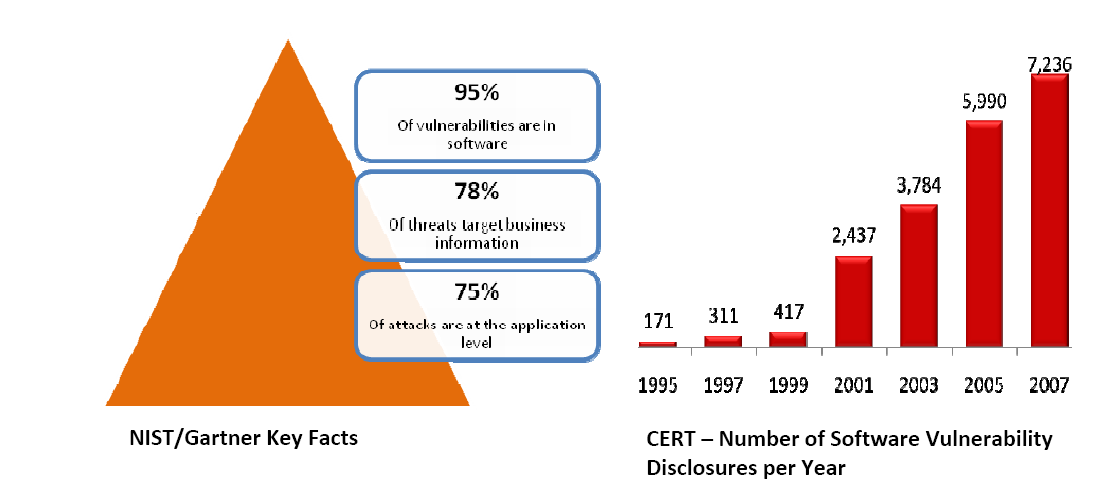 95%
Of vulnerabilities are in
software
78%
Of threats target business
information
75%
Of attacks are at the application
level
NIST/Gartner Key Facts
7,236
5,990
3,784
2,437
417
311
171
1995 1997 1999 2001 2003 2005 2007
CERT – Number of Software Vulnerability
Disclosures per Year